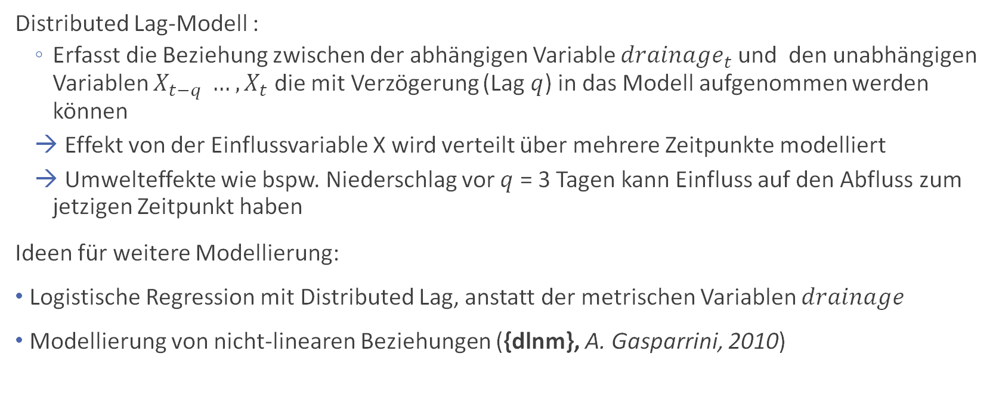 Distributed Lag-Modell :
◦ Erfasst die Beziehung zwischen der abhängigen Variable 𝑑𝑟𝑎𝑖𝑛𝑎𝑔𝑒ₜ und den unabhängigen
Variablen 𝑋ₜ₋𝑞 … , 𝑋ₜ die mit Verzögerung (Lag 𝑞) in das Modell aufgenommen werden
können
→ Effekt von der Einflussvariable X wird verteilt über mehrere Zeitpunkte modelliert
→ Umwelteffekte wie bspw. Niederschlag vor 𝑞 = 3 Tagen kann Einfluss auf den Abfluss zum
jetzigen Zeitpunkt haben
Ideen für weitere Modellierung:
• Logistische Regression mit Distributed Lag, anstatt der metrischen Variablen 𝑑𝑟𝑎𝑖𝑛𝑎𝑔𝑒
• Modellierung von nicht-linearen Beziehungen ({dlnm}, A. Gasparrini, 2010)